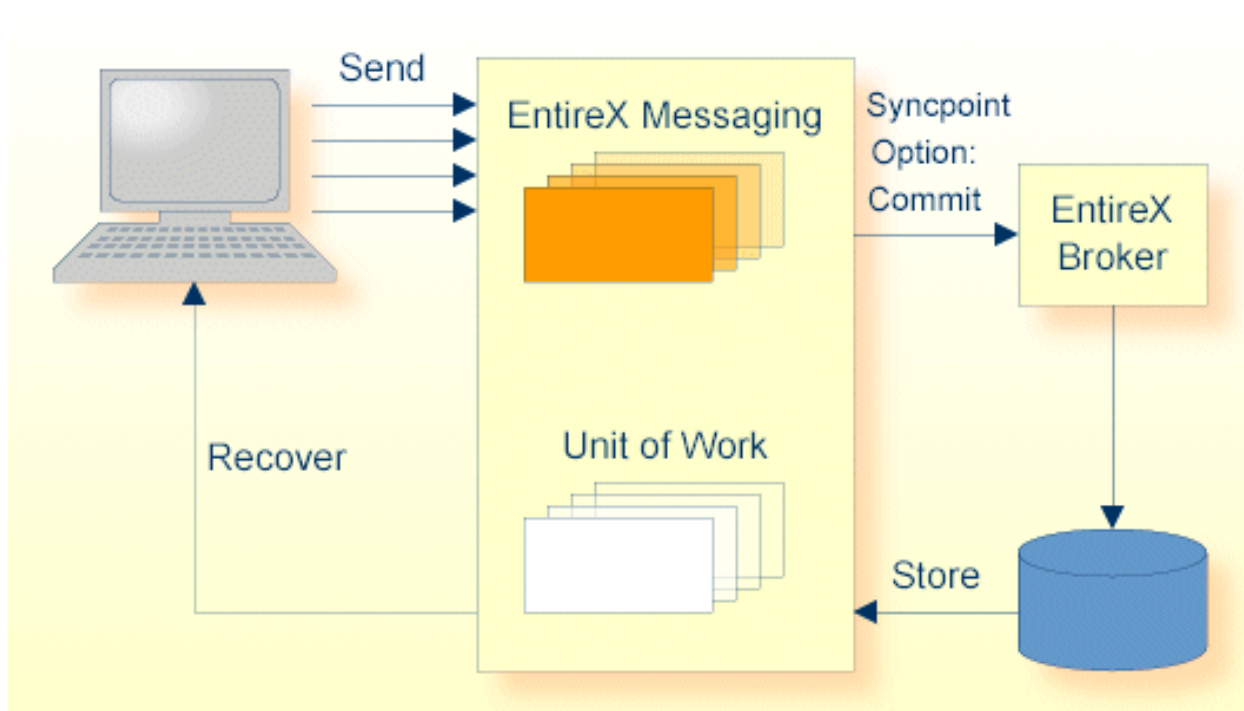 Send
EntireX Messaging
Syncpoint
Option:
Commit
EntireX
Broker
Recover
Unit of Work
Store